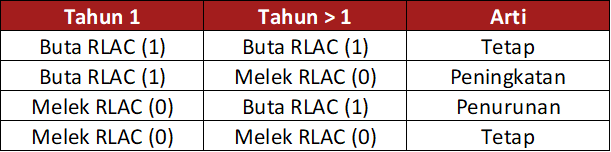 Tahun 1 Tahun > 1 Arti
Buta RLAC (1) Buta RLAC (1) Tetap
Buta RLAC (1) Melek RLAC (0) Peningkatan
Melek RLAC (0) Buta RLAC (1) Penurunan
Melek RLAC (0) Melek RLAC (0) Tetap